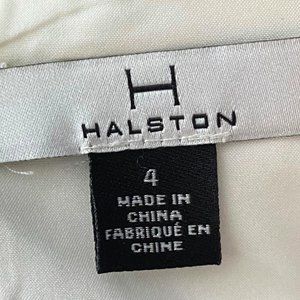 H
HALSTON
4
MADE IN
CHINA
FABRIQUÉ EN
CHINE